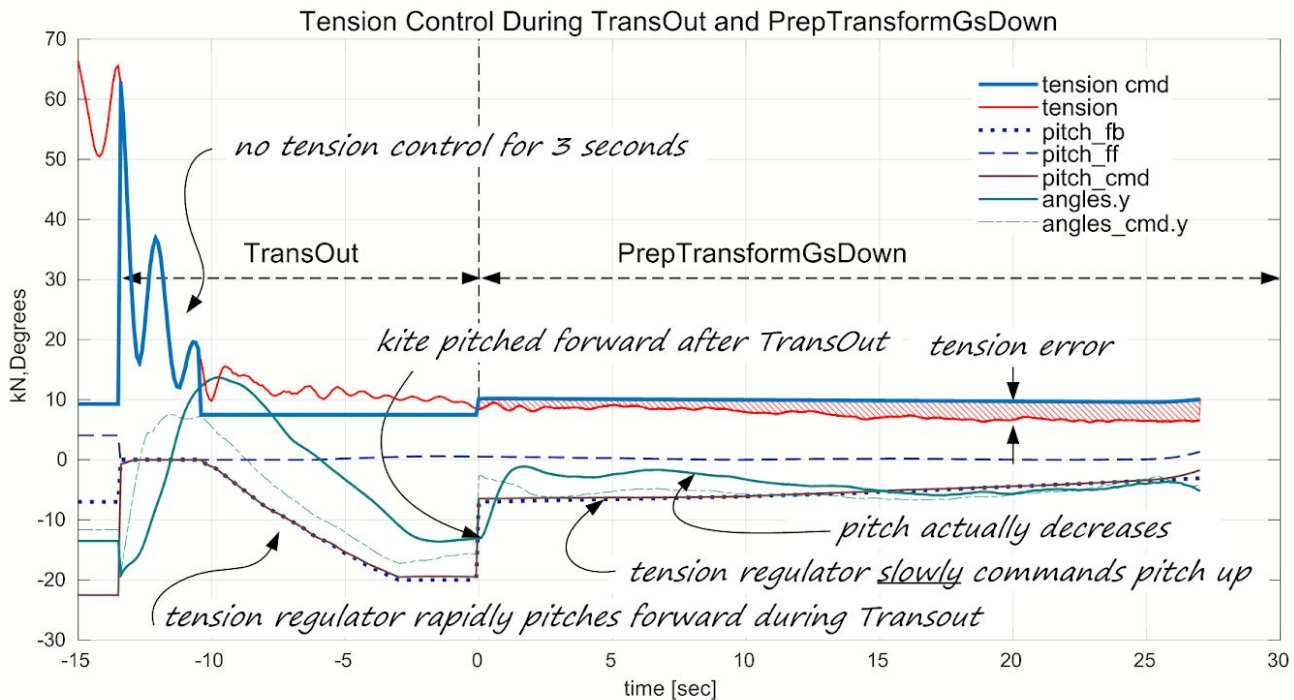 Tension Control During TransOut and PrepTransformGsDown
70
60
50
40
30
20
10
0
-10
-20
-30
kN,Degrees
tension cmd
tension
pitch_fb
pitch_ff
pitch_cmd
angles.y
angles_cmd.y
no tension control for 3 seconds
TransOut
PrepTransformGsDown
kite pitched forward after TransOut
tension error
pitch actually decreases
tension regulator slowly commands pitch up
tension regulator rapidly pitches forward during Transout
-15
-10
-5
0
5
10
15
20
25
30
time [sec]